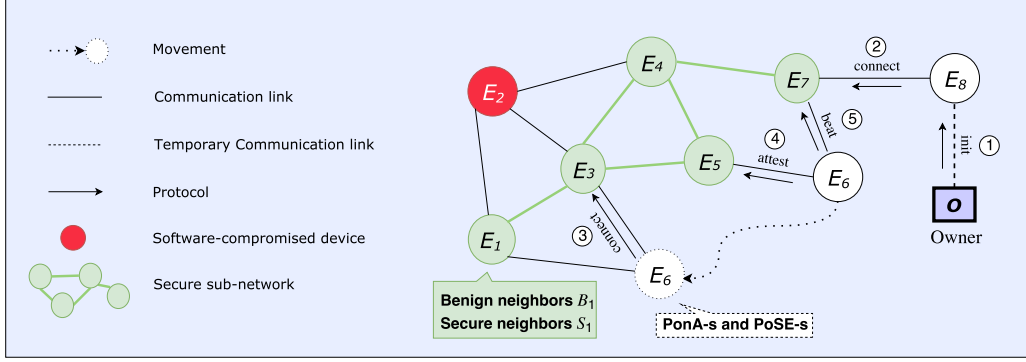 Movement
Communication link
Temporary Communication link
Protocol
Software-compromised device
Secure sub-network
E4
E2
E7
2
connect
E8
E3
E5
4
attest
beat
5
E6
init
1
O
Owner
E1
3
connect
E6
Benign neighbors B1
Secure neighbors S1
PonA-s and PoSE-s